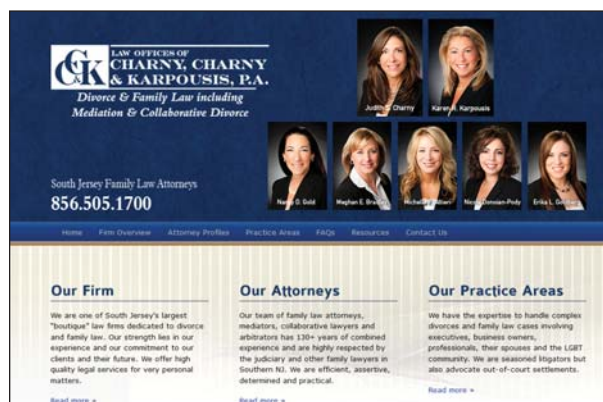 CCK
LAW OFFICES OF
CHARNY, CHARNY
& KARPOUSIS, P.A.
Divorce & Family Law including
Mediation & Collaborative Divorce
Judith S. Charny
Karen R. Karpousis
South Jersey Family Law Attorneys
856.505.1700
Nancy D. Gold
Meghan E.
Erika L.
Home Firm Overview Attorney Profiles Practice Areas FAQs Resources Contact Us
Our Firm
We are one of South Jersey's largest
"boutique" law firms dedicated to divorce
and family law. Our strength lies in our
experience and our commitment to our
clients and their future. We offer high
quality legal services for very personal
matters.
Read more »
Our Attorneys
Our team of family law attorneys,
mediators, collaborative lawyers and
arbitrators has 130+ years of combined
experience and are highly respected by
the judiciary and other family lawyers in
Southern NJ. We are efficient, assertive,
determined and practical.
Read more »
Our Practice Areas
We have the expertise to handle complex
divorces and family law cases involving
executives, business owners,
professionals, their spouses and the LGBT
community. We are seasoned litigators but
also advocate out-of-court settlements.
Read more »